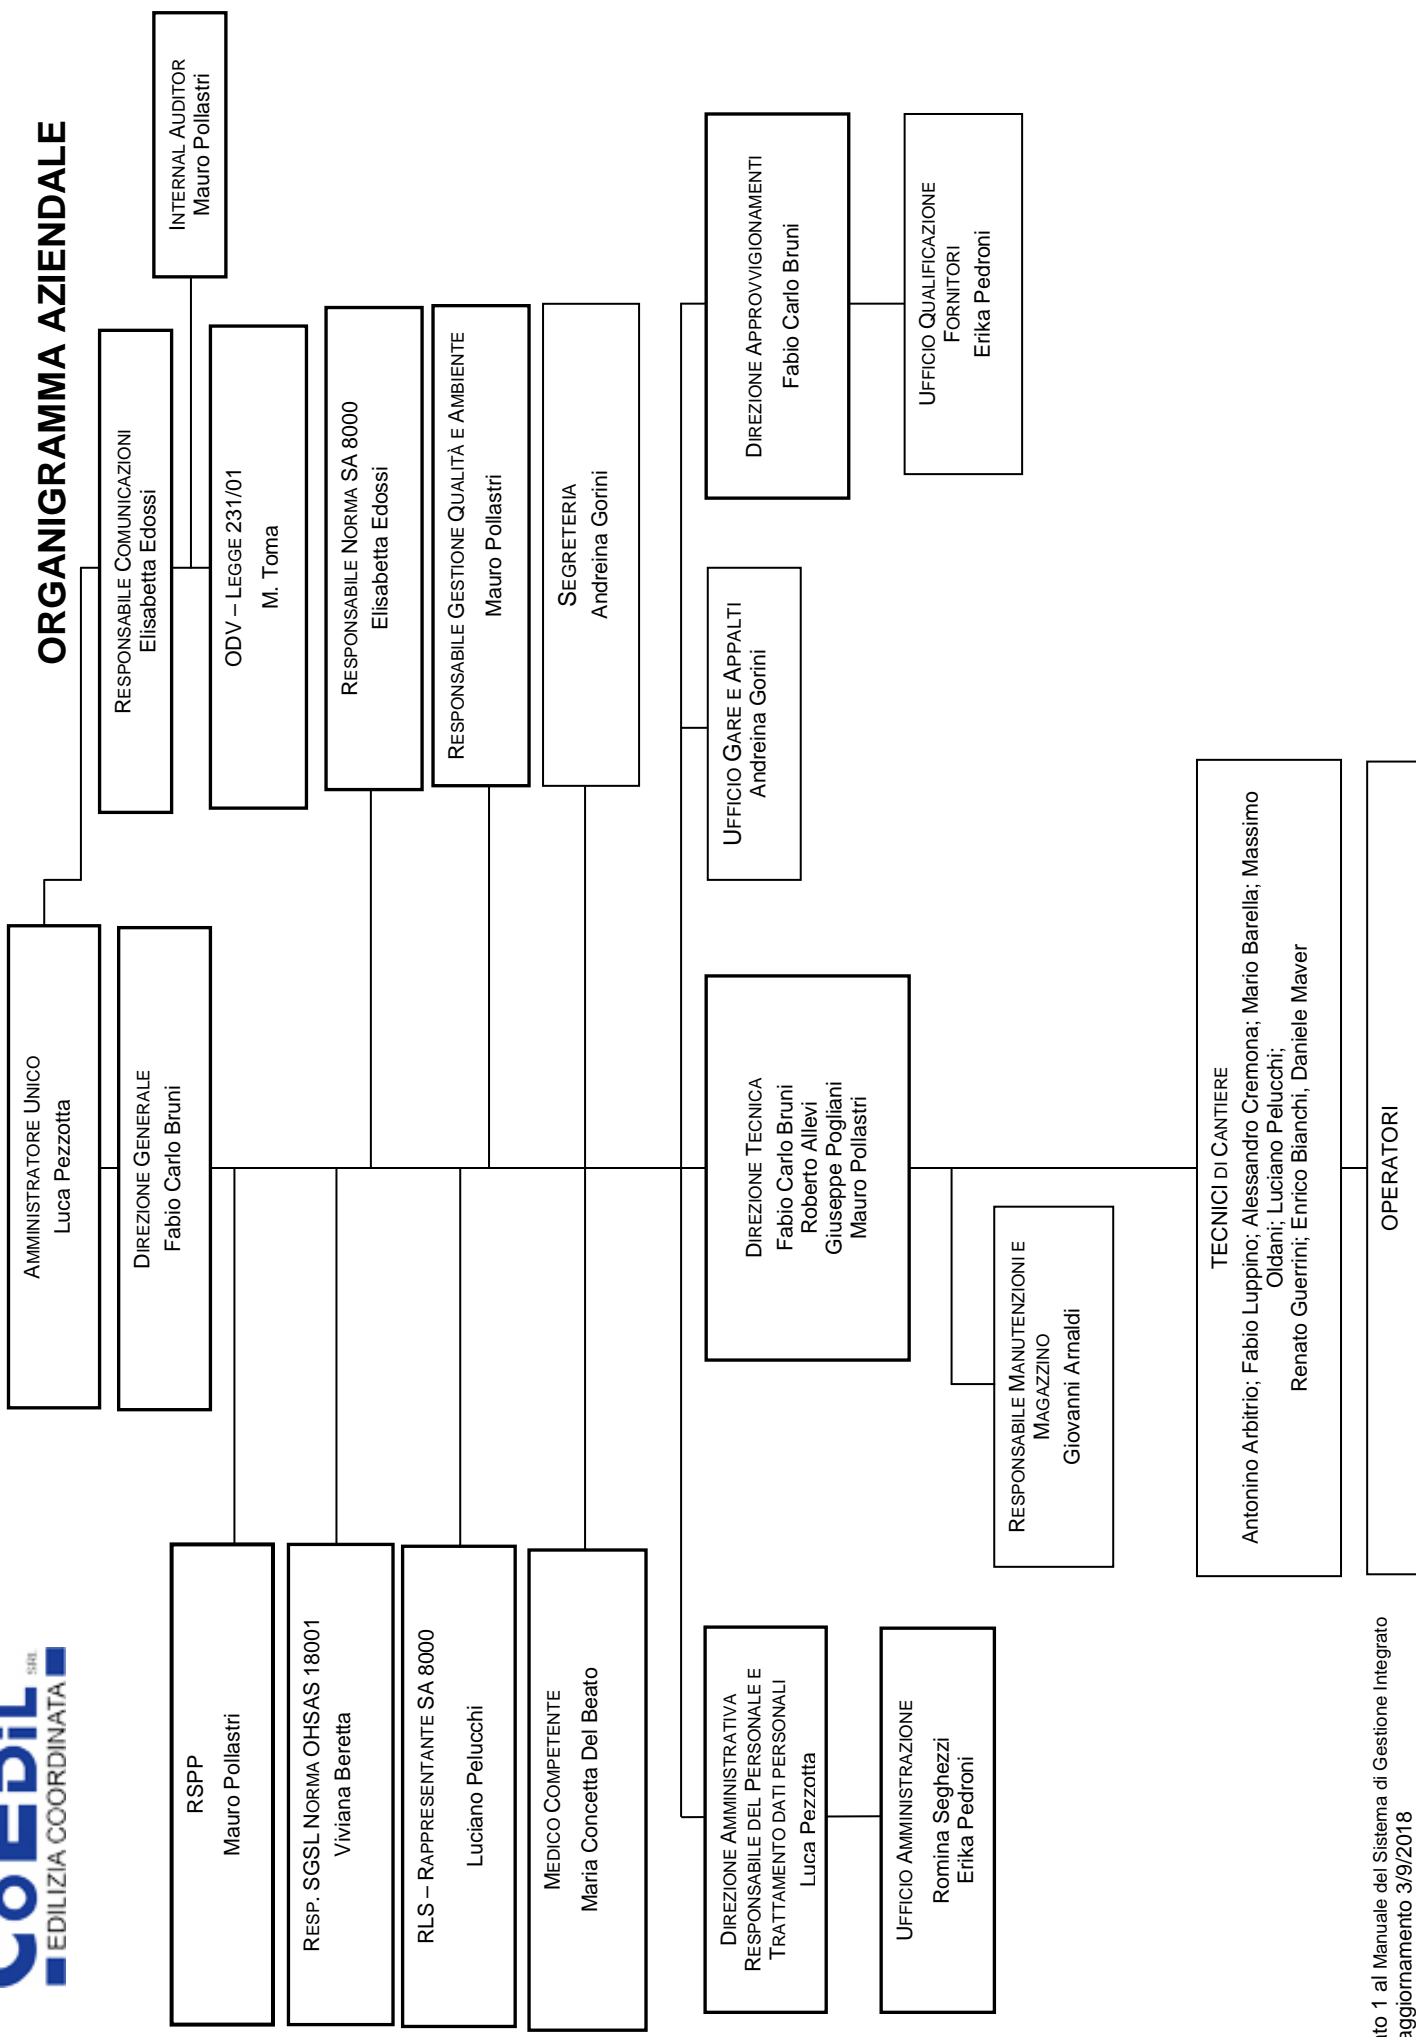 CoEDiL SRL
EDILIZIA COORDINATA
ORGANIGRAMMA AZIENDALE
AMMINISTRATORE UNICO
Luca Pezzotta
DIREZIONE GENERALE
Fabio Carlo Bruni
RESPONSABILE COMUNICAZIONI
Elisabetta Edossi
INTERNAL AUDITOR
Mauro Pollastri
ODV – LEGGE 231/01
M. Toma
RSPP
Mauro Pollastri
RESP. SGSL NORMA OHSAS 18001
Viviana Beretta
RLS – RAPPRESENTANTE SA 8000
Luciano Pelucchi
MEDICO COMPETENTE
Maria Concetta Del Beato
RESPONSABILE NORMA SA 8000
Elisabetta Edossi
RESPONSABILE GESTIONE QUALITÀ E AMBIENTE
Mauro Pollastri
SEGRETERIA
Andreina Gorini
DIREZIONE AMMINISTRATIVA
RESPONSABILE DEL PERSONALE E
TRATTAMENTO DATI PERSONALI
Luca Pezzotta
UFFICIO AMMINISTRAZIONE
Romina Seghezzi
Erika Pedroni
DIREZIONE TECNICA
Fabio Carlo Bruni
Roberto Allevi
Giuseppe Pogliani
Mauro Pollastri
UFFICIO GARE E APPALTI
Andreina Gorini
DIREZIONE APPROVVIGIONAMENTI
Fabio Carlo Bruni
UFFICIO QUALIFICAZIONE
FORNITORI
Erika Pedroni
RESPONSABILE MANUTENZIONI E
MAGAZZINO
Giovanni Arnaldi
TECNICI DI CANTIERE
Antonino Arbitrio; Fabio Luppino; Alessandro Cremona; Mario Barella; Massimo
Oldani; Luciano Pelucchi;
Renato Guerrini; Enrico Bianchi, Daniele Maver
OPERATORI
1 al Manuale del Sistema di Gestione Integrato
aggiornamento 3/9/2018